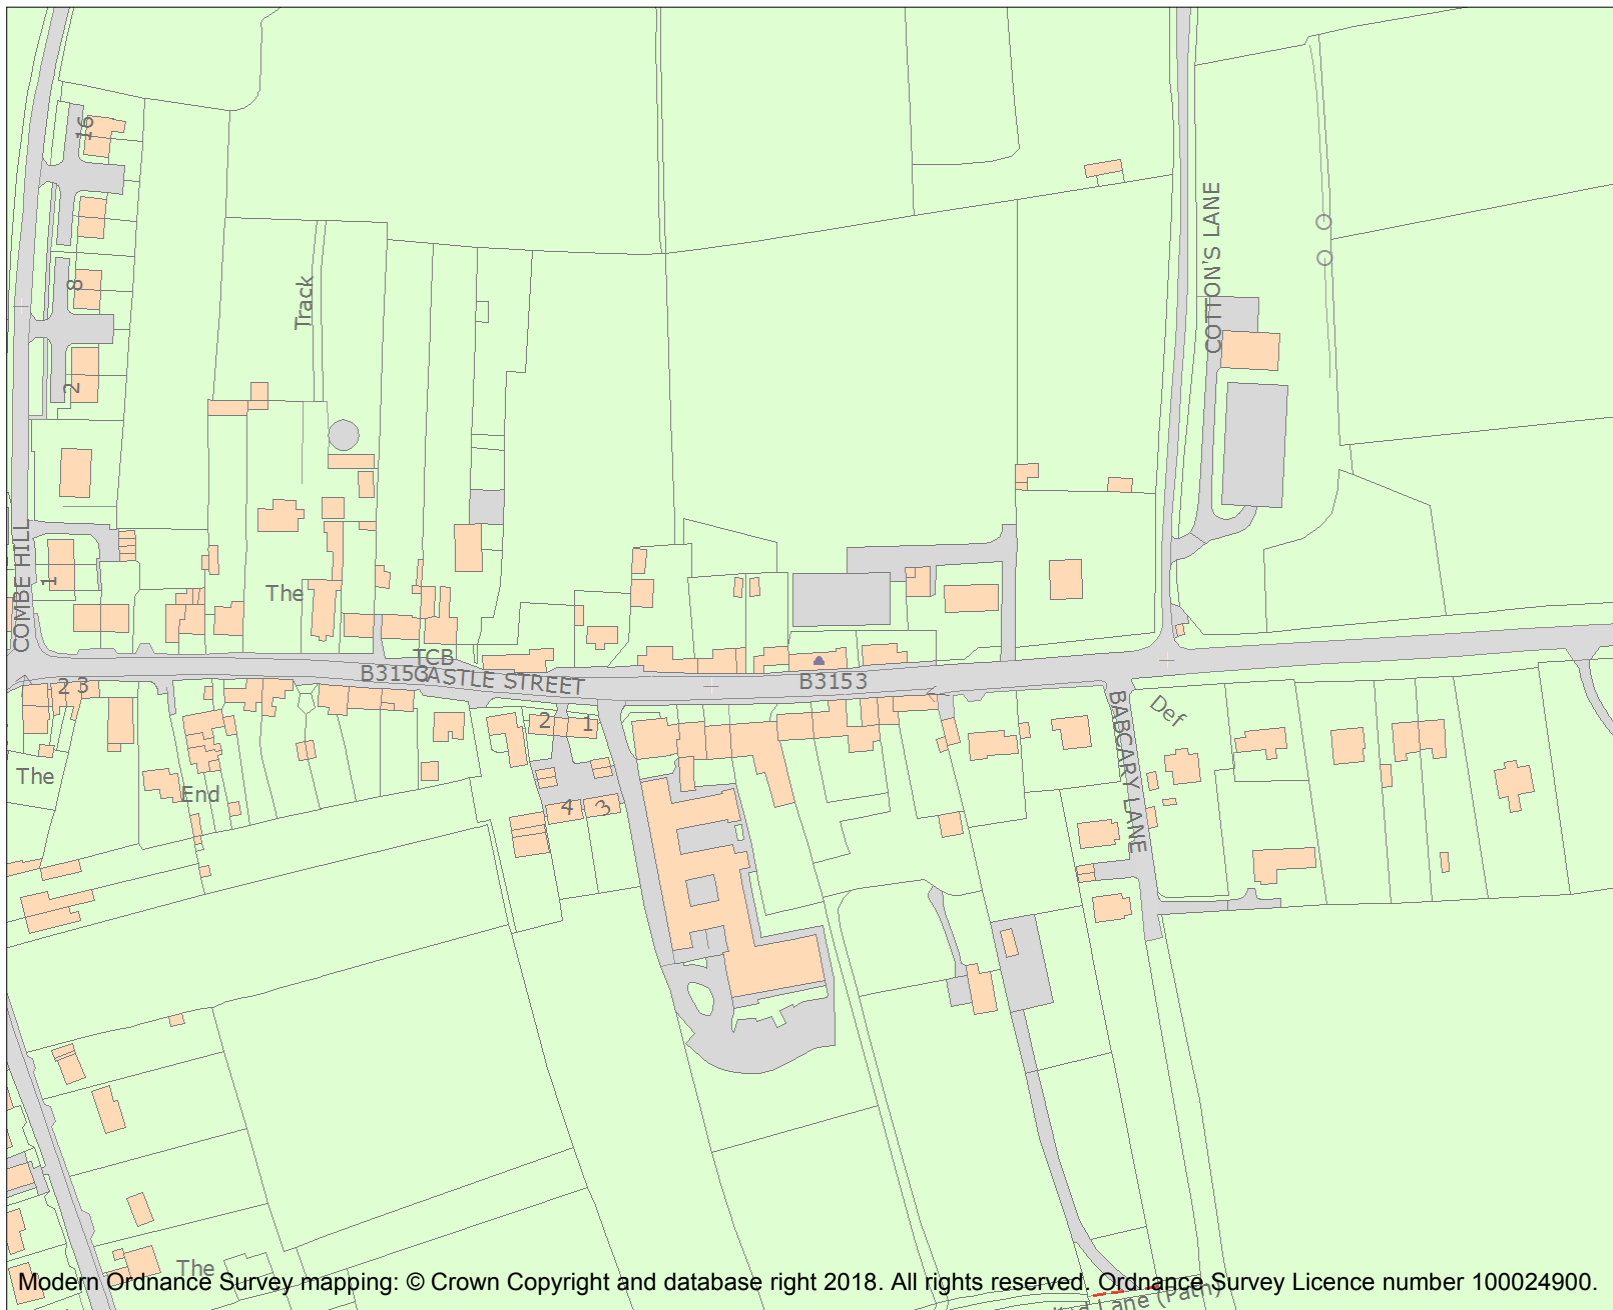 16
COTTON'S LANE
Track
8
2
COMBE HILL
1
The
TCB
B3153
CASTLE STREET
B3153
2 3
2
1
BABCARY LANE
Def
The
End
4
3
The
Lane (Path)
Modern Ordnance Survey mapping: © Crown Copyright and database right 2018. All rights reserved. Ordnance Survey Licence number 100024900.